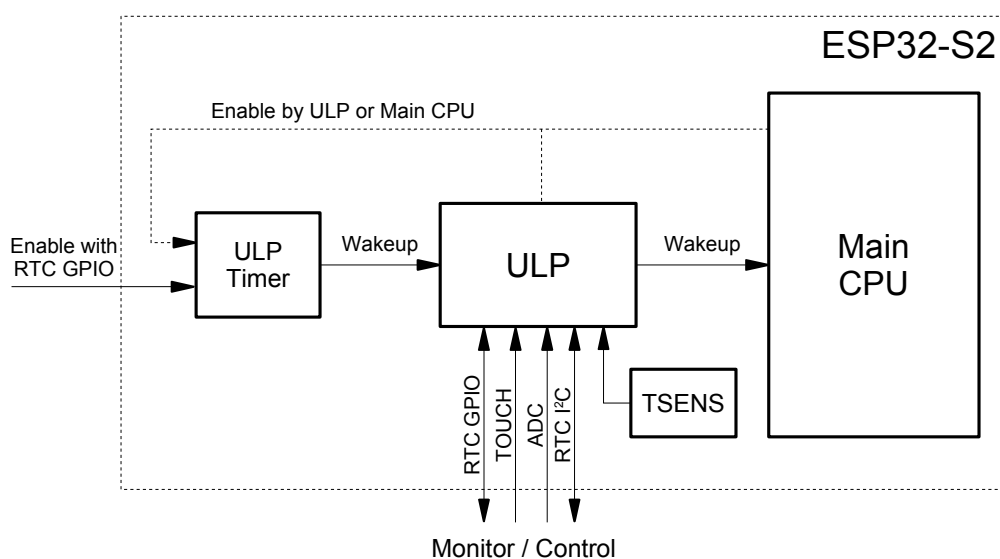 ESP32-S2
Enable by ULP or Main CPU
Enable with
RTC GPIO
ULP
Timer
Wakeup
ULP
Wakeup
Main
CPU
RTC GPIO
TOUCH
ADC
RTC I²C
TSENS
Monitor / Control